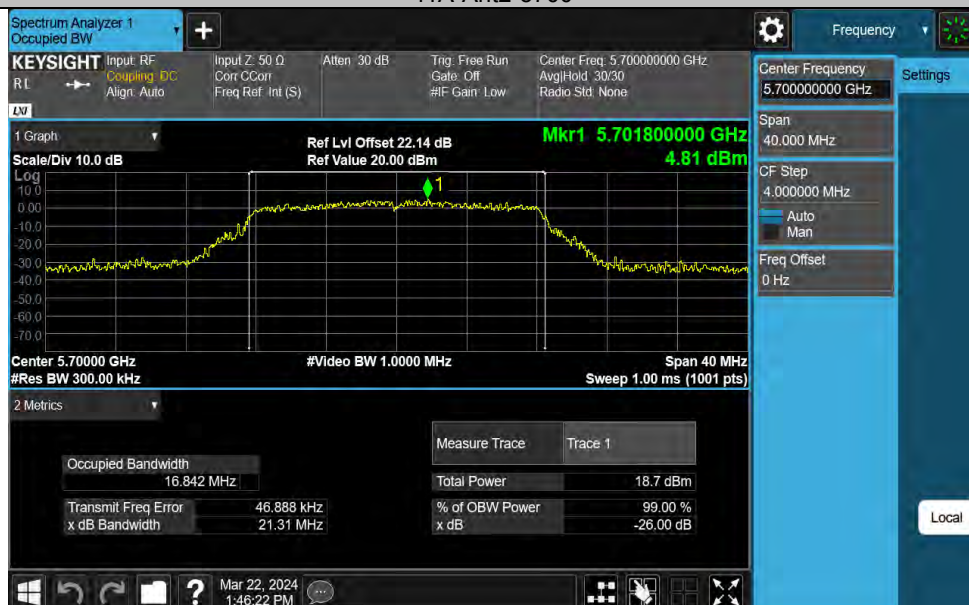 Spectrum Analyzer 1
Occupied BW
Frequency
KEYSIGHT
RL
LXI
Input: RF
Coupling: DC
Align: Auto
Input Z: 50 Ω
Corr CCorr
Freq Ref: Int (S)
Atten: 30 dB
Trig: Free Run
Gate: Off
#IF Gain: Low
Center Freq: 5.700000000 GHz
Avg|Hold: 30/30
Radio Std: None
Center Frequency
5.700000000 GHz
Settings
Span
40.000 MHz
CF Step
4.000000 MHz
Auto
Man
Freq Offset
0 Hz
1 Graph
Scale/Div 10.0 dB
Ref Lvl Offset 22.14 dB
Ref Value 20.00 dBm
Mkr1 5.701800000 GHz
4.81 dBm
Log
10.0
0.00
-10.0
-20.0
-30.0
-40.0
-50.0
-60.0
-70.0
1
Center 5.70000 GHz
#Res BW 300.00 kHz
#Video BW 1.0000 MHz
Span 40 MHz
Sweep 1.00 ms (1001 pts)
2 Metrics
Measure Trace Trace 1
Occupied Bandwidth
16.842 MHz
Total Power 18.7 dBm
Transmit Freq Error 46.888 kHz
% of OBW Power 99.00 %
x dB Bandwidth 21.31 MHz
x dB -26.00 dB
Local
?
Mar 22, 2024
1:46:22 PM